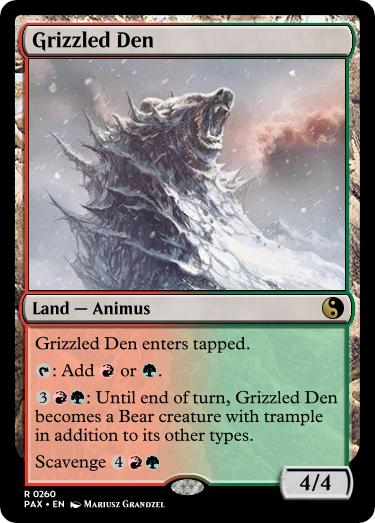 Grizzled Den
Land — Animus
Grizzled Den enters tapped.
: Add or .
3 : Until end of turn, Grizzled Den
becomes a Bear creature with trample
in addition to its other types.
Scavenge 4
4/4
R 0260
PAX • EN Mariusz Grandzel